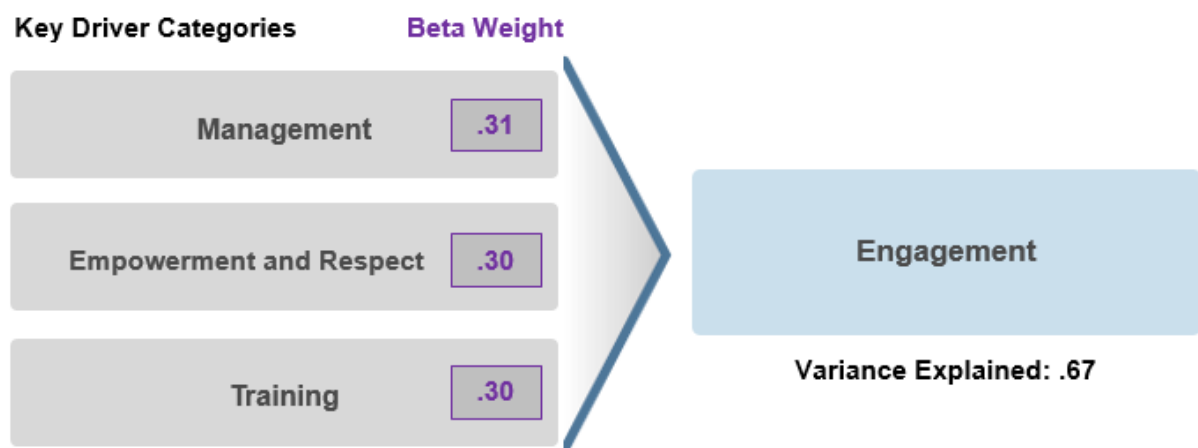 Key Driver Categories Beta Weight
Management .31
Empowerment and Respect .30
Training .30
Engagement
Variance Explained: .67